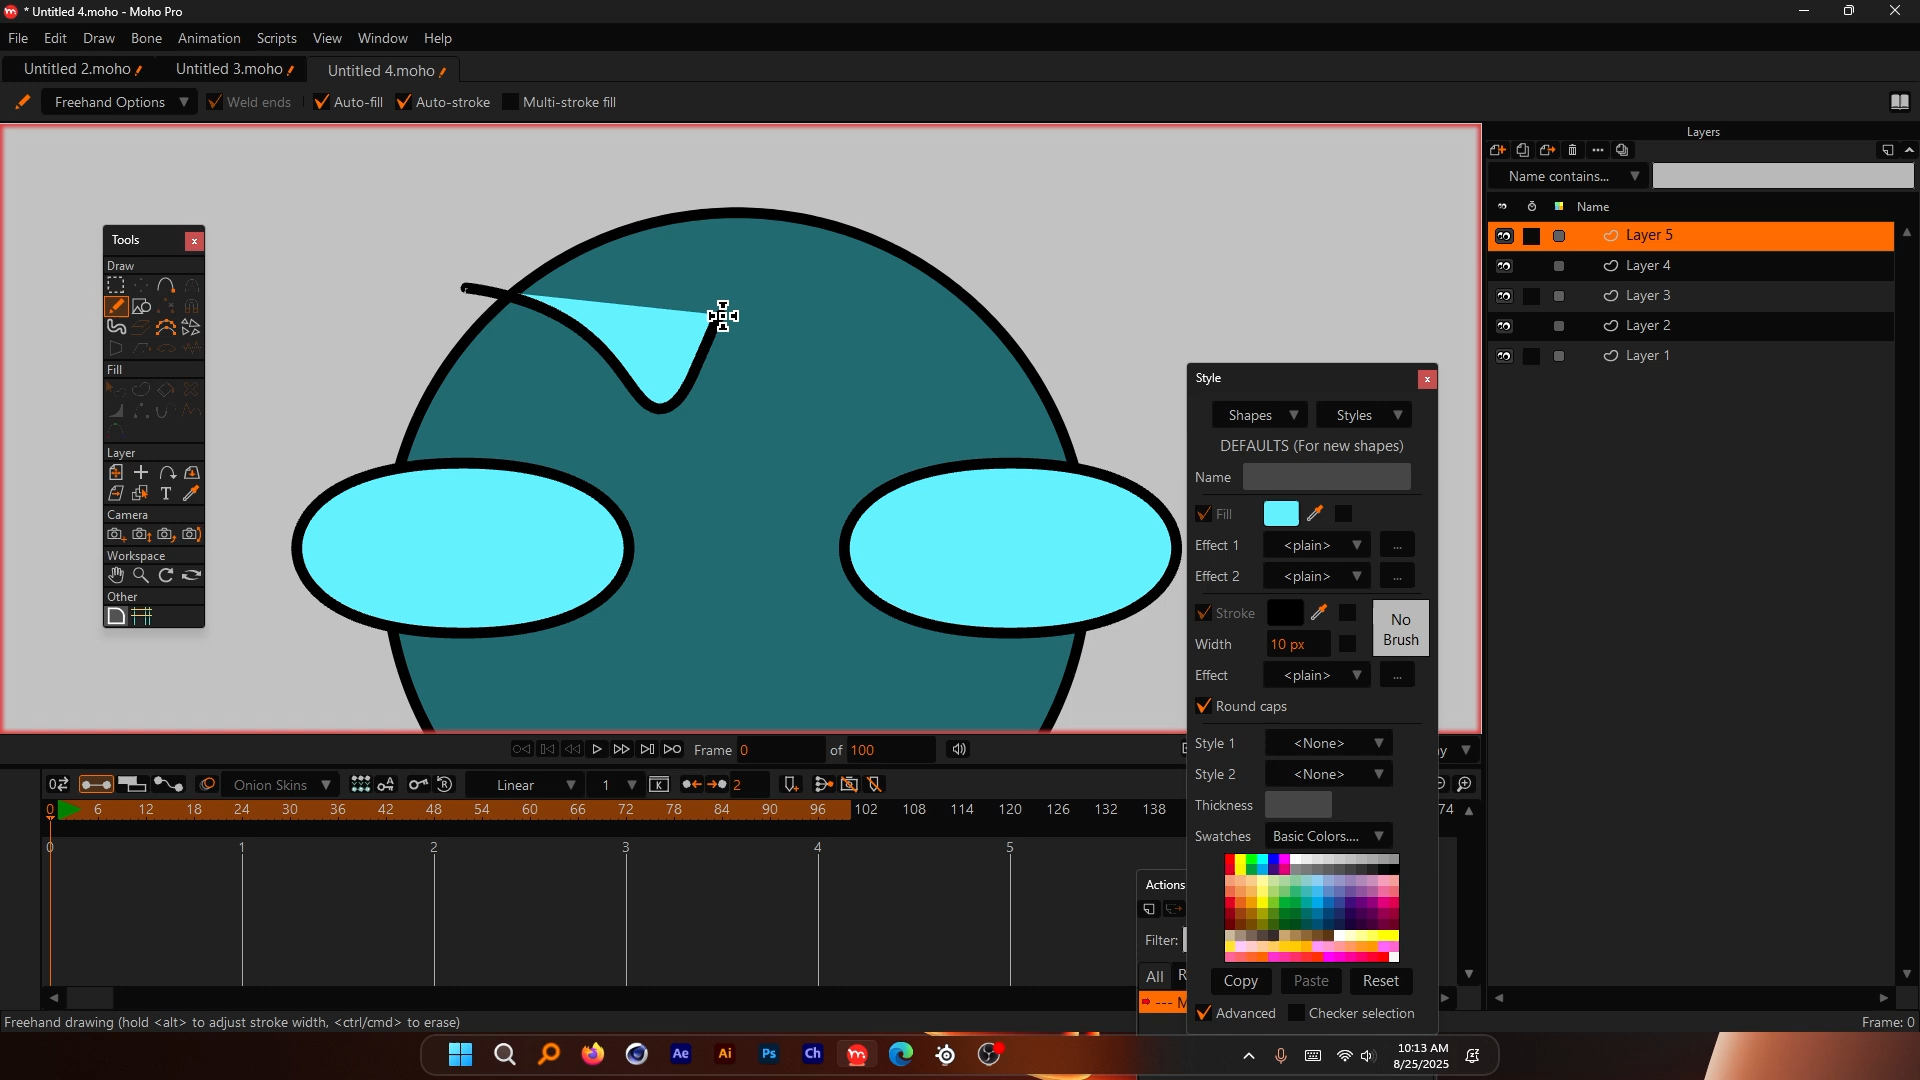 * Untitled 4.moho - Moho Pro
File Edit Draw Bone Animation Scripts View Window Help
Untitled 2.moho Untitled 3.moho Untitled 4.moho
Freehand Options Weld ends Auto-fill Auto-stroke Multi-stroke fill
Layers
Name contains...
Name
Layer 5
Layer 4
Layer 3
Layer 2
Layer 1
Tools
Draw
Fill
Layer
Camera
Workspace
Other
Style
Shapes Styles
DEFAULTS (For new shapes)
Name
Fill
Effect 1 <plain> ...
Effect 2 <plain> ...
Stroke
No Brush
Width 10 px
Effect <plain> ...
Round caps
Style 1 <None>
Style 2 <None>
Thickness
Swatches Basic Colors....
Copy Paste Reset
Advanced Checker selection
Frame 0 of 100
Onion Skins Linear 1 2
0 6 12 18 24 30 36 42 48 54 60 66 72 78 84 90 96 102 108 114 120 126 132 138 74
0 1 2 3 4 5
Actions
Filter:
All R
--- M
Freehand drawing (hold <alt> to adjust stroke width, <ctrl/cmd> to erase)
Frame: 0
Ae Ai Ps Ch
10:13 AM
8/25/2025